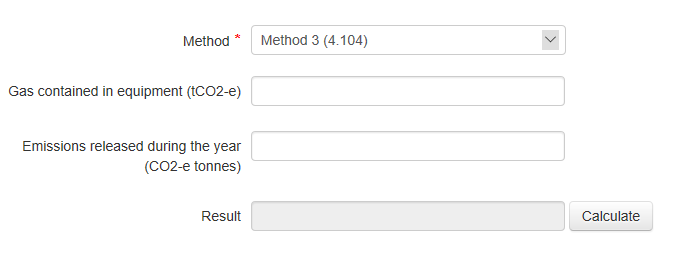 Method * Method 3 (4.104)
Gas contained in equipment (tCO2-e)
Emissions released during the year
(CO2-e tonnes)
Result Calculate